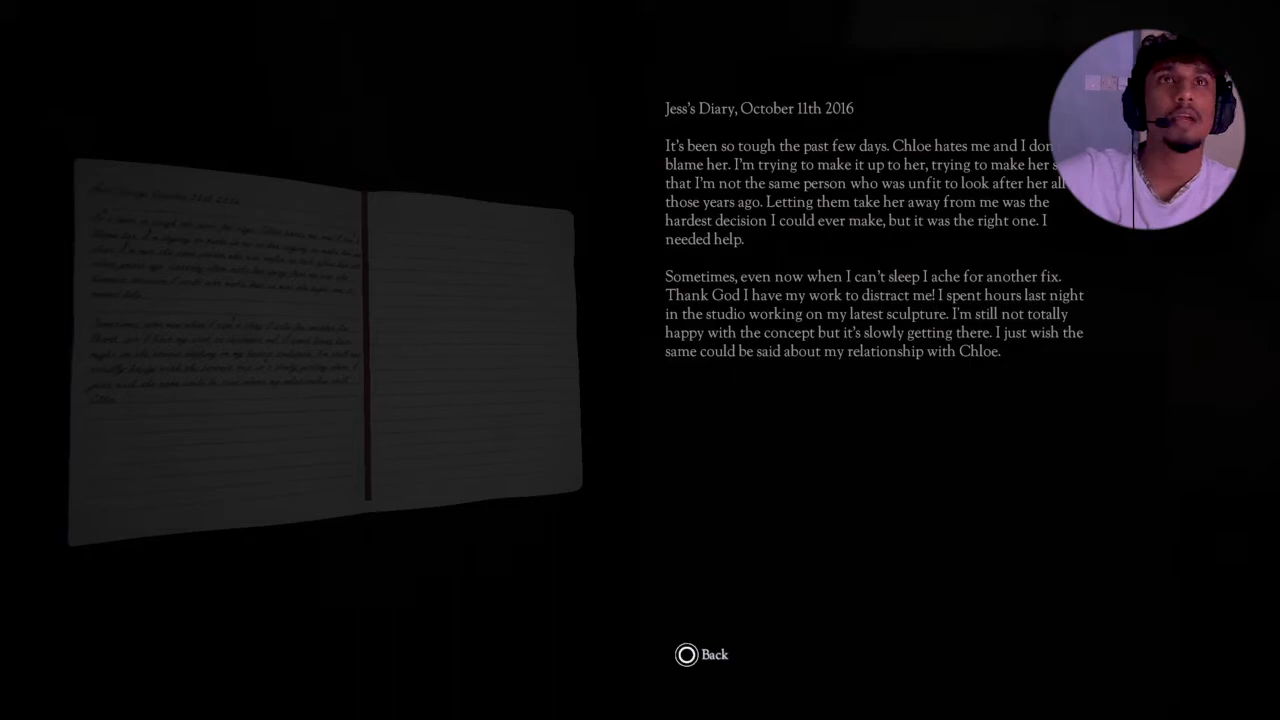 Jess's Diary, October 11th 2016
It's been so tough the past few days. Chloe hates me and I don
blame her. I'm trying to make it up to her, trying to make her s
that I'm not the same person who was unfit to look after her all
those years ago. Letting them take her away from me was the
hardest decision I could ever make, but it was the right one. I
needed help.
Sometimes, even now when I can't sleep I ache for another fix.
Thank God I have my work to distract me! I spent hours last night
in the studio working on my latest sculpture. I'm still not totally
happy with the concept but it's slowly getting there. I just wish the
same could be said about my relationship with Chloe.
Back